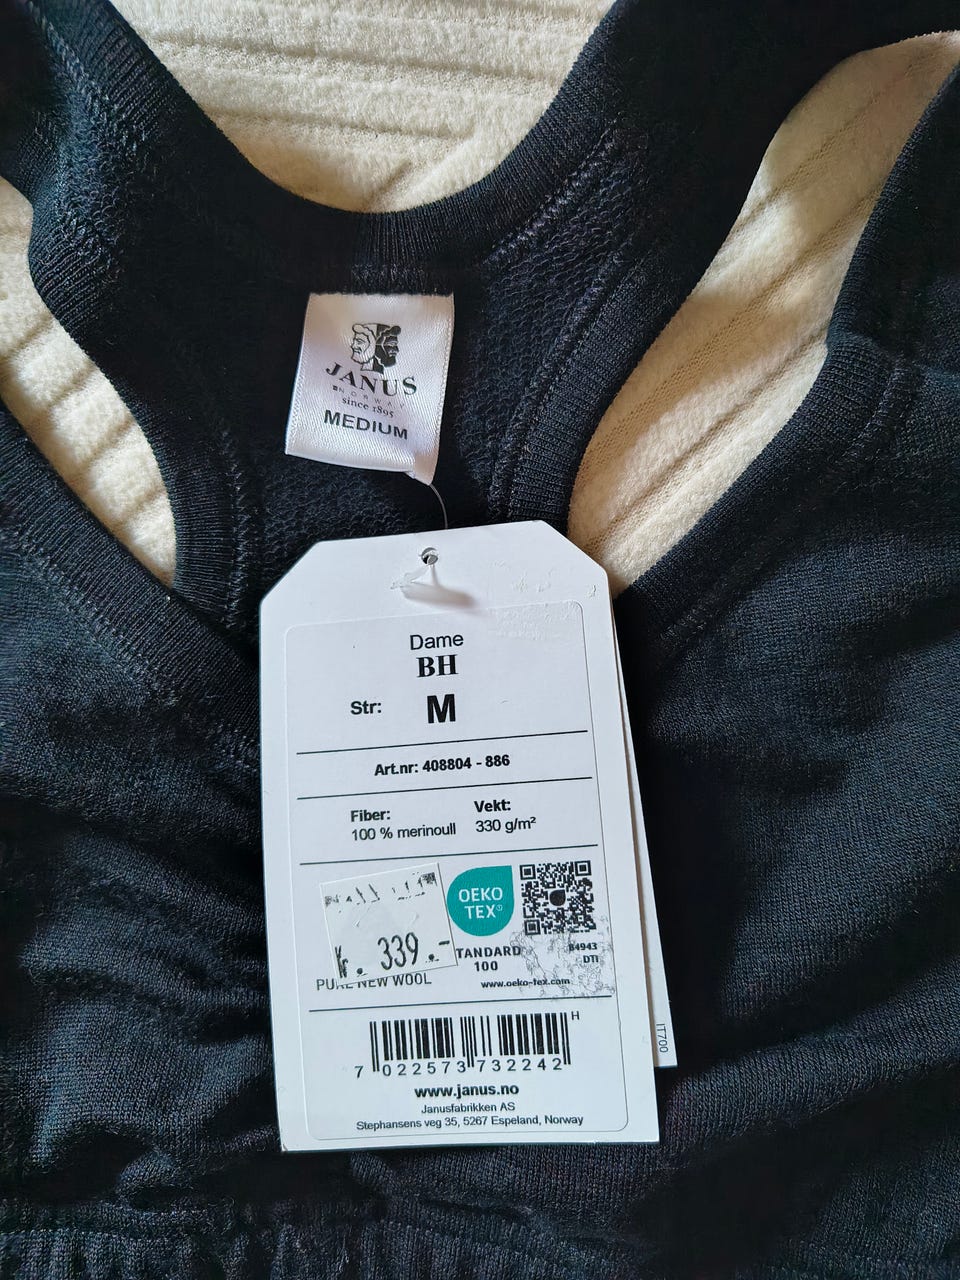 JANUS
NORWAY
since 1895
MEDIUM
Dame
BH
Str: M
Art.nr: 408804 - 886
Fiber:
100 % merinoull
Vekt:
330 g/m²
OEKO
TEX®
TANDARD
100
B4943
DTI
www.oeko-tex.com
Kr. 339.-
NEW WOOL
H
7 022573 732242
www.janus.no
Janusfabrikken AS
Stephansens veg 35, 5267 Espeland, Norway
IT700